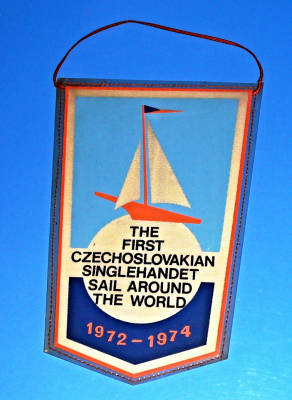 THE
FIRST
CZECHOSLOVAKIAN
SINGLEHANDET
SAIL AROUND
THE WORLD
1972-1974